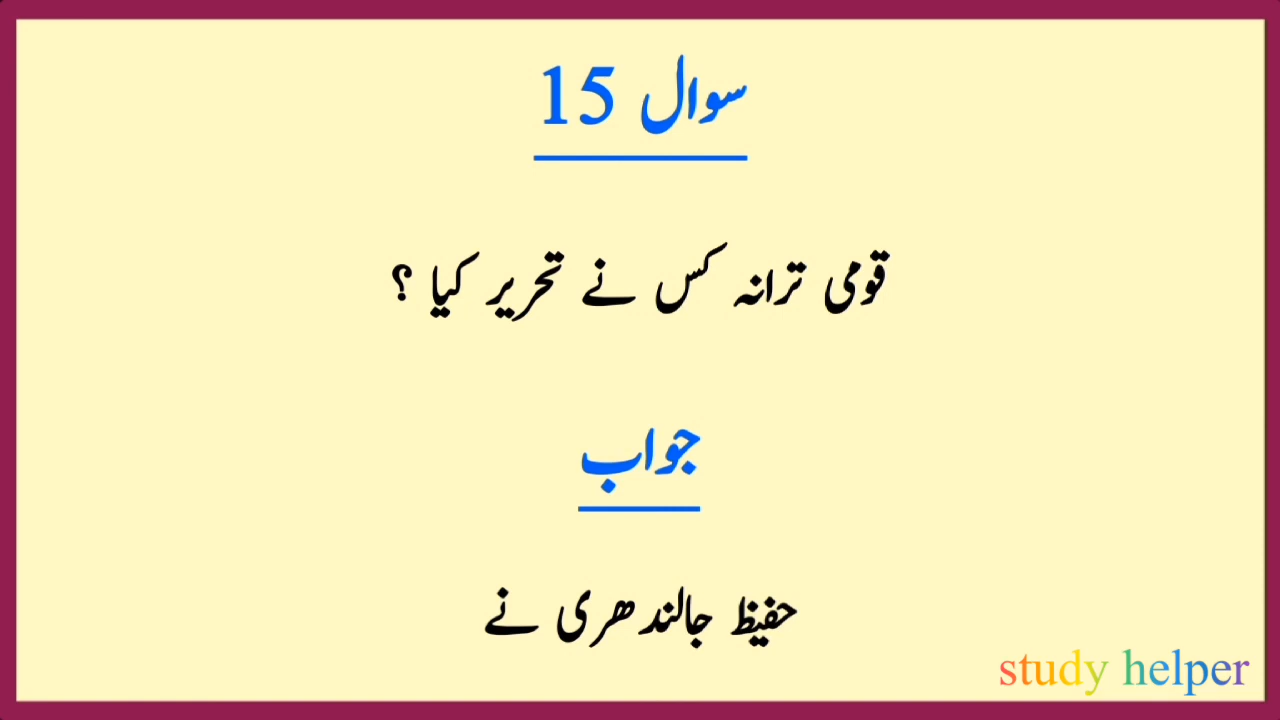 سوال 15
قومی ترانہ کس نے تحریر کیا ؟
جواب
حفیظ جالندھری نے
study helper